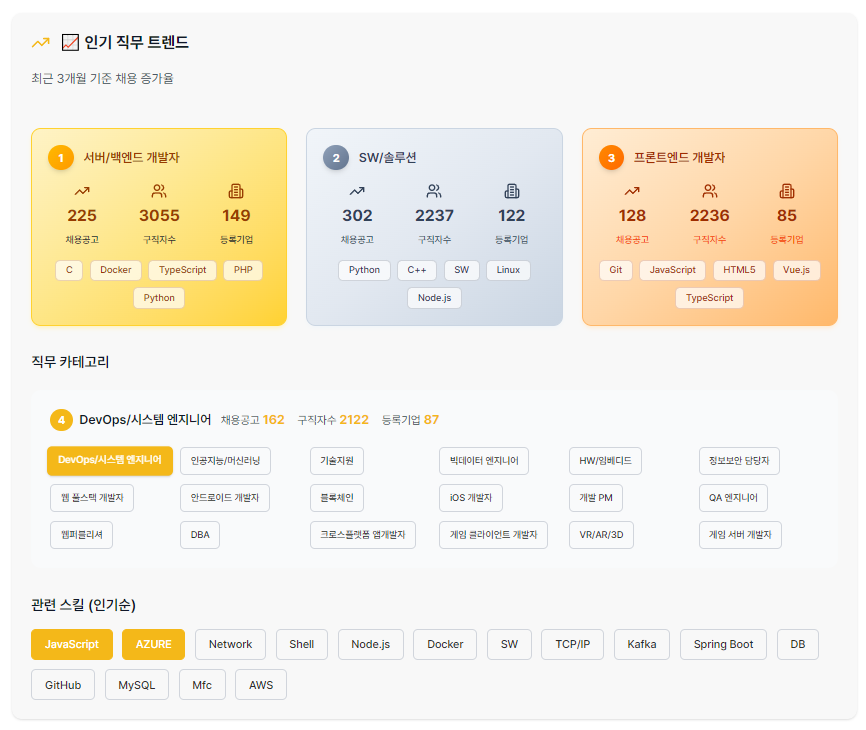 📈 인기 직무 트렌드
최근 3개월 기준 채용 증가율
1 서버/백엔드 개발자
225 3055 149
채용공고 구직자수 등록기업
C Docker TypeScript PHP
Python
2 SW/솔루션
302 2237 122
채용공고 구직자수 등록기업
Python C++ SW Linux
Node.js
3 프론트엔드 개발자
128 2236 85
채용공고 구직자수 등록기업
Git JavaScript HTML5 Vue.js
TypeScript
직무 카테고리
4 DevOps/시스템 엔지니어 채용공고 162 구직자수 2122 등록기업 87
DevOps/시스템 엔지니어 인공지능/머신러닝 기술지원 빅데이터 엔지니어 HW/임베디드 정보보안 담당자
웹 풀스택 개발자 안드로이드 개발자 블록체인 iOS 개발자 개발 PM QA 엔지니어
웹퍼블리셔 DBA 크로스플랫폼 앱개발자 게임 클라이언트 개발자 VR/AR/3D 게임 서버 개발자
관련 스킬 (인기순)
JavaScript AZURE Network Shell Node.js Docker SW TCP/IP Kafka Spring Boot DB
GitHub MySQL Mfc AWS